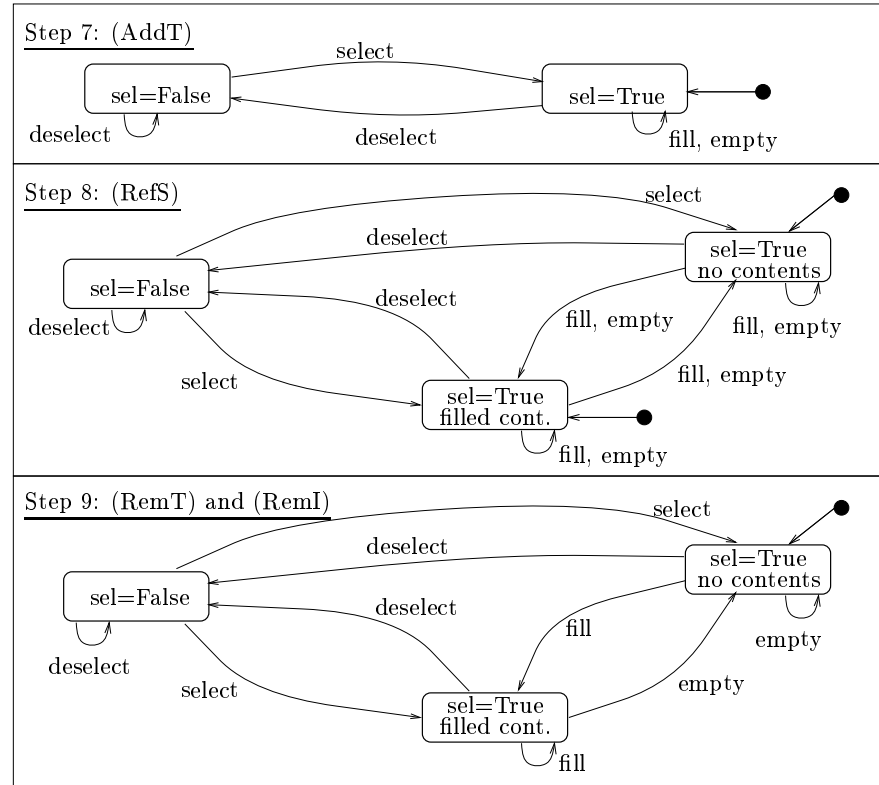 Step 7: (AddT)
select
sel=False
sel=True
deselect
deselect
fill, empty
Step 8: (RefS)
select
deselect
sel=True
no contents
sel=False
deselect
deselect
fill, empty
fill, empty
select
fill, empty
sel=True
filled cont.
fill, empty
Step 9: (RemT) and (RemI)
select
deselect
sel=True
no contents
sel=False
deselect
fill
empty
deselect
select
empty
sel=True
filled cont.
fill